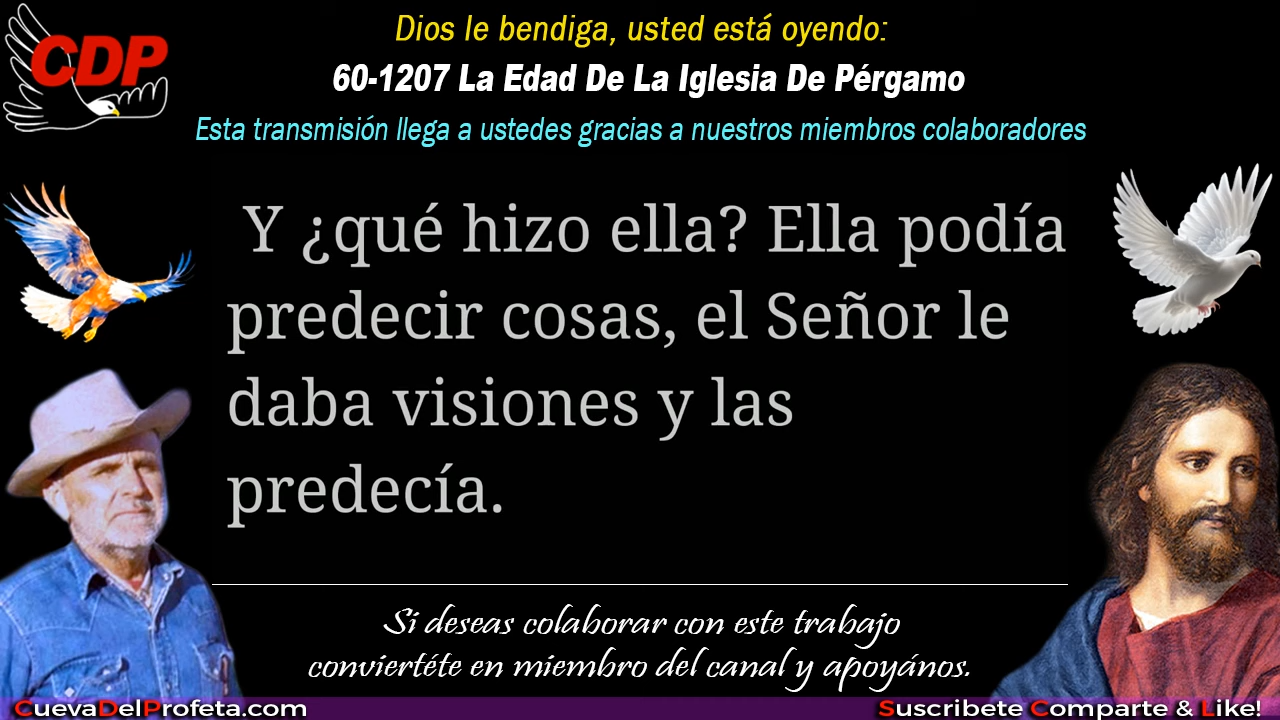 CDP
Dios le bendiga, usted está oyendo:
60-1207 La Edad De La Iglesia De Pérgamo
Esta transmisión llega a ustedes gracias a nuestros miembros colaboradores
Y ¿qué hizo ella? Ella podía
predecir cosas, el Señor le
daba visiones y las
predecía.
Si deseas colaborar con este trabajo
conviertéte en miembro del canal y apoyános.
CuevaDelProfeta.com
Suscribete Comparte & Like!